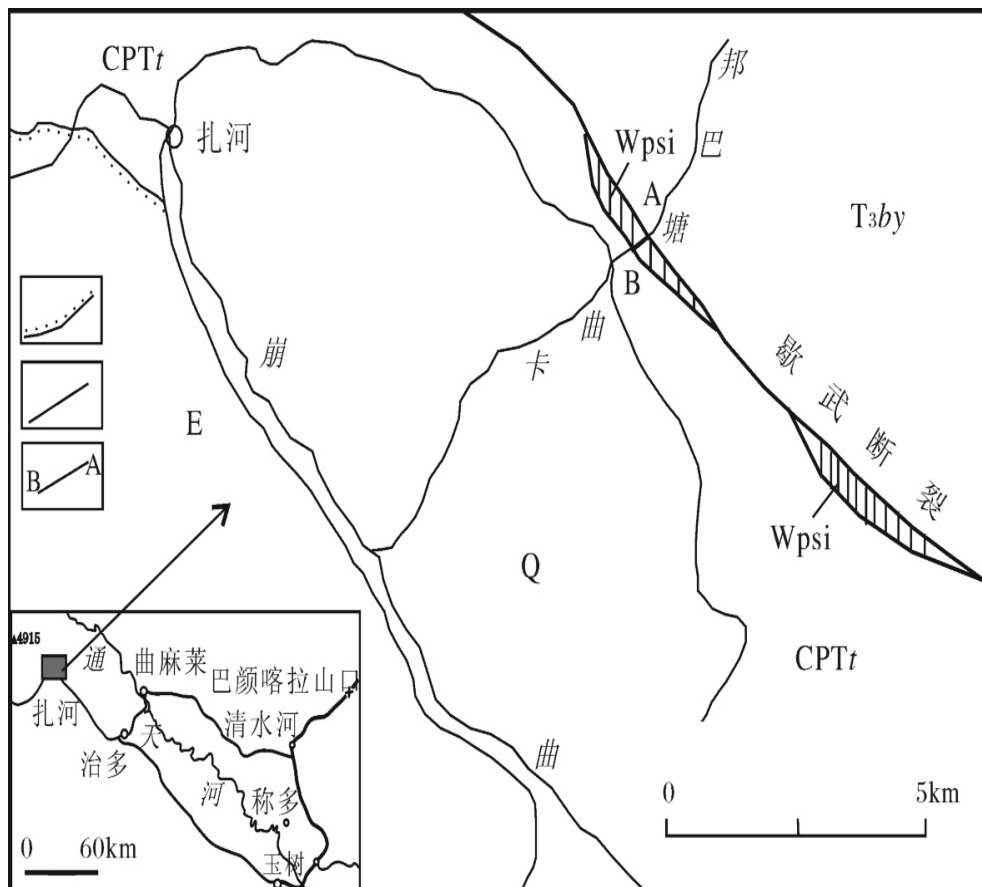 CPTt
扎河
邦巴塘
Wpsi
A
T₃by
B
卡曲
崩曲
歇武断裂
E
B A
Wpsi
Q
CPTt
▲4915
通天河
曲麻莱
巴颜喀拉山口
扎河
清水河
治多
称多
玉树
0 60km
0 5km